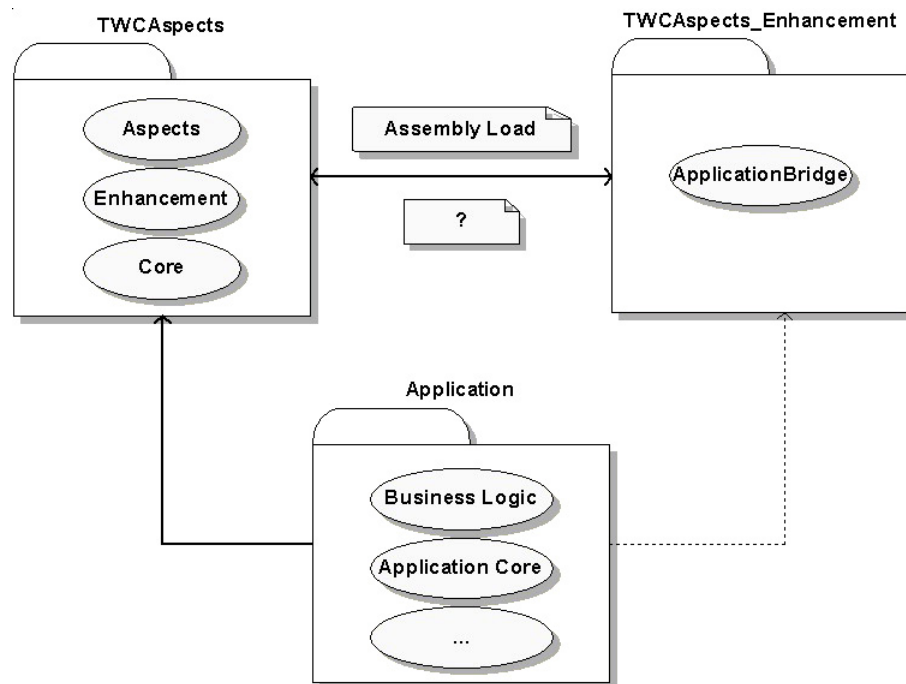 TWCAspects
TWCAspects_Enhancement
Aspects
Enhancement
Core
Assembly Load
?
ApplicationBridge
Application
Business Logic
Application Core
...